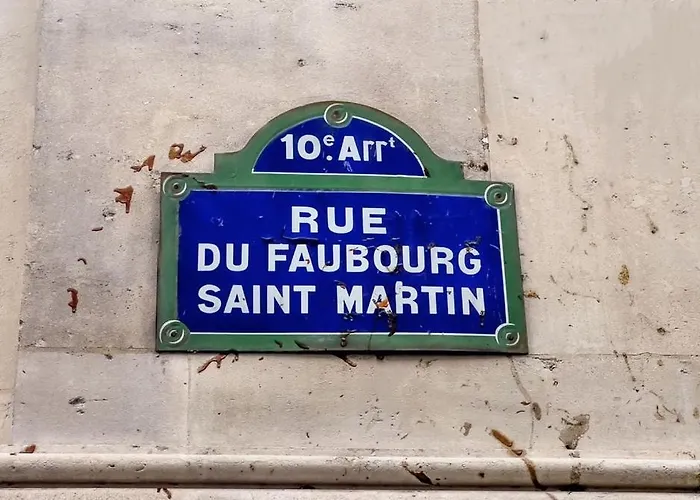 10e. Arrt
RUE
DU FAUBOURG
SAINT MARTIN